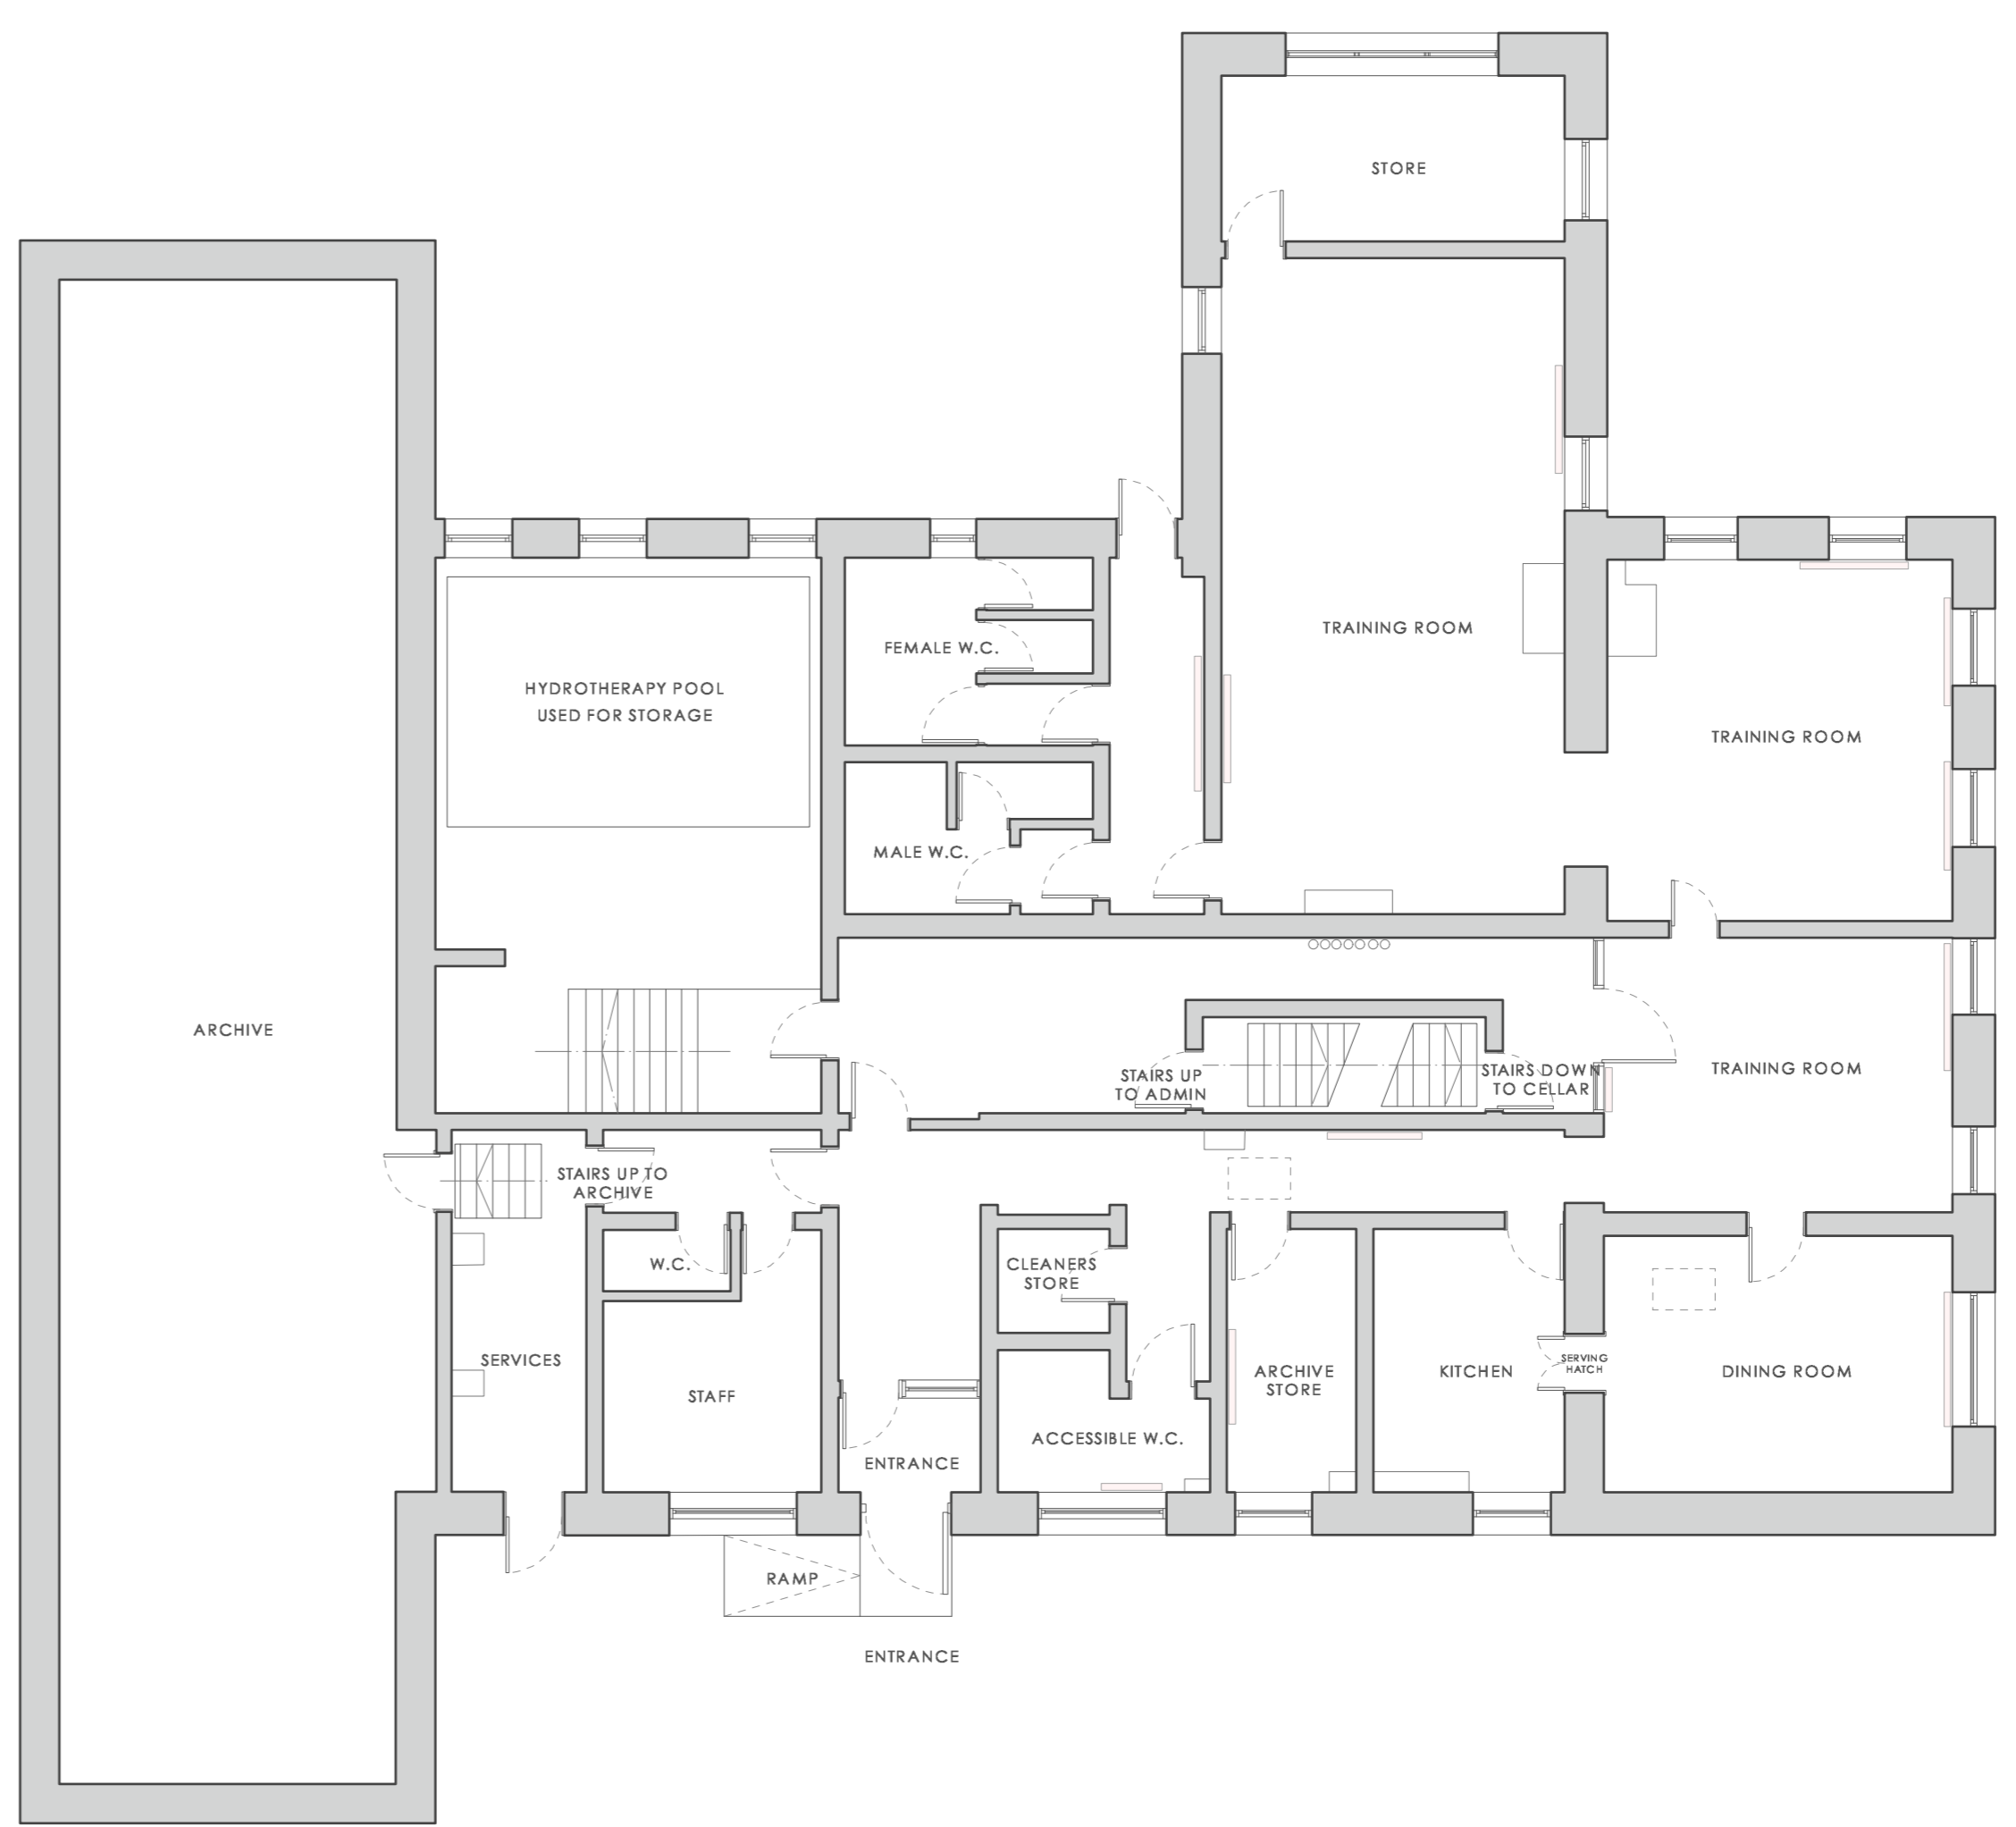 STORE
TRAINING ROOM
FEMALE W.C.
HYDROTHERAPY POOL
USED FOR STORAGE
TRAINING ROOM
MALE W.C.
ARCHIVE
STAIRS UP
TO ADMIN
STAIRS DOWN
TO CELLAR
TRAINING ROOM
STAIRS UP TO
ARCHIVE
W.C.
CLEANERS
STORE
SERVICES
STAFF
ARCHIVE
STORE
KITCHEN
SERVING
HATCH
DINING ROOM
ACCESSIBLE W.C.
ENTRANCE
RAMP
ENTRANCE